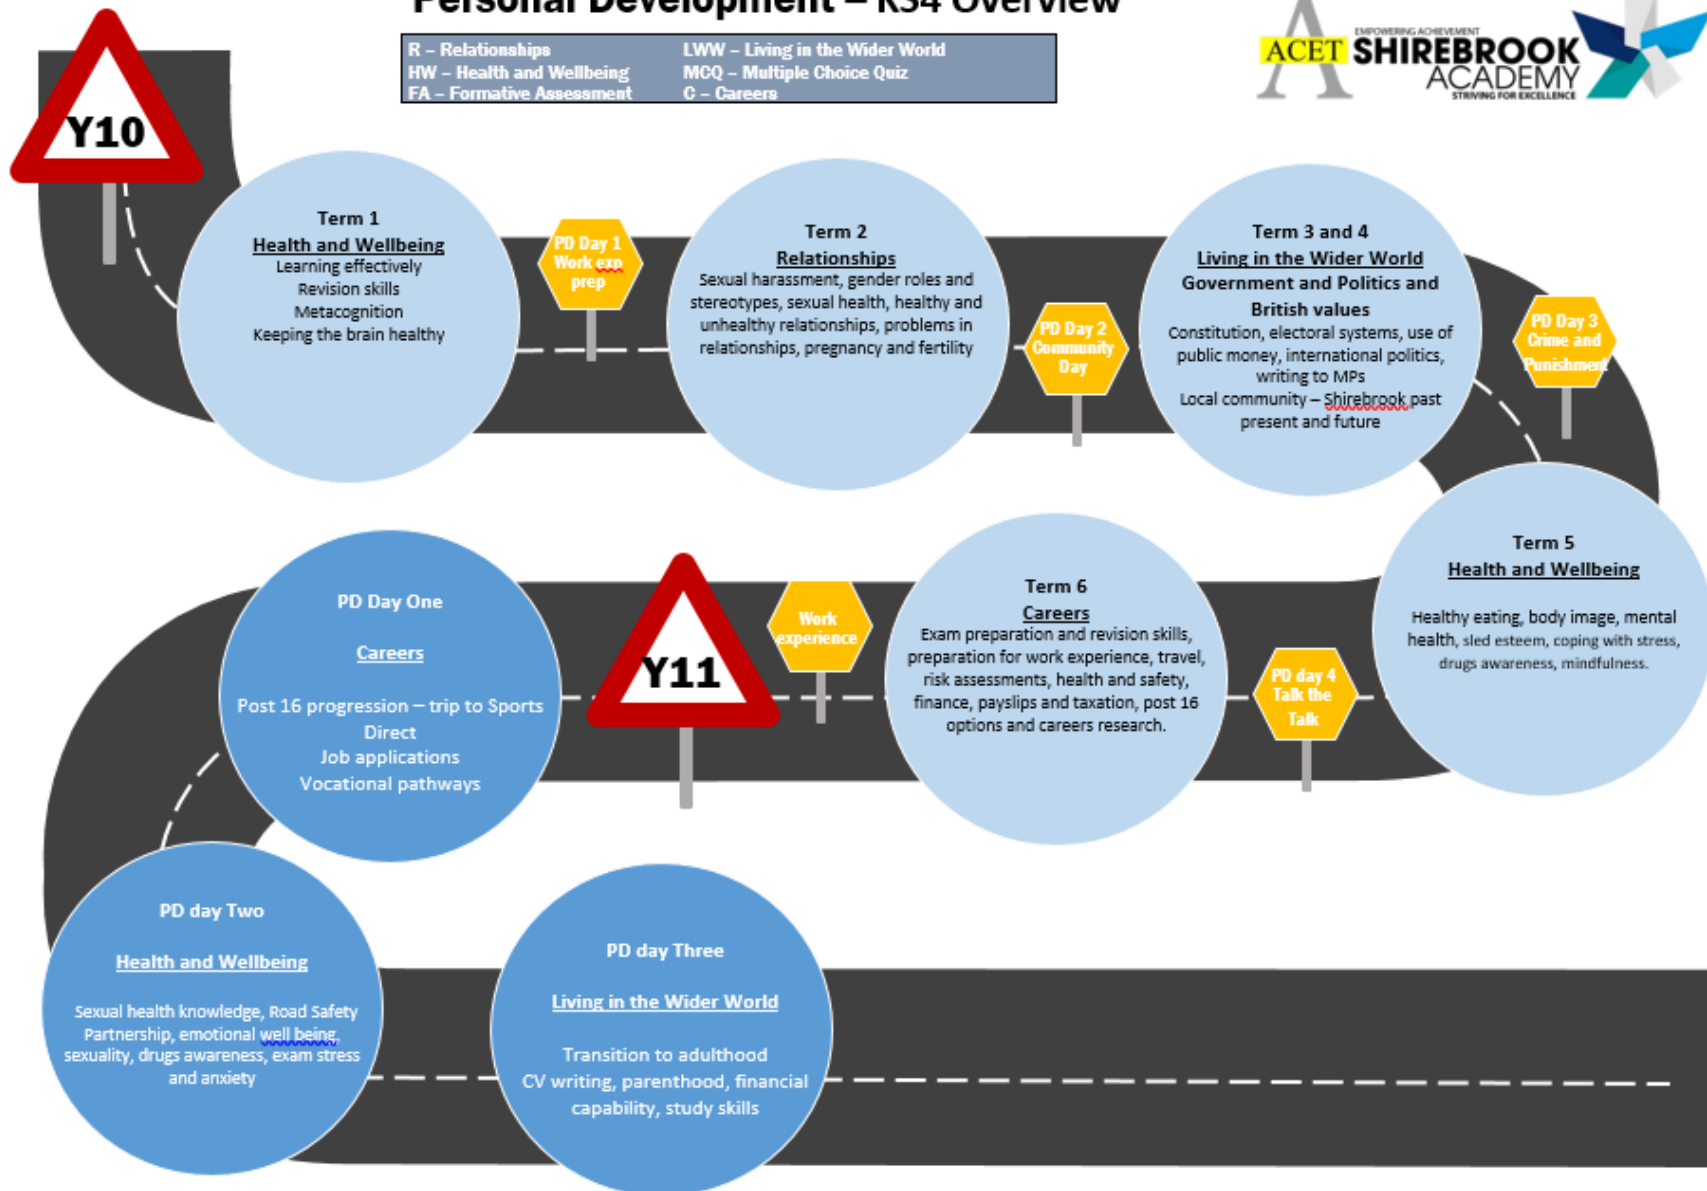 Personal Development – KS4 Overview
R – Relationships
LWW – Living in the Wider World
HW – Health and Wellbeing
MCQ – Multiple Choice Quiz
FA – Formative Assessment
C – Careers
EMPOWERING ACHIEVEMENT
ACET SHIREBROOK
ACADEMY
STRIVING FOR EXCELLENCE
Y10
Term 1
Health and Wellbeing
Learning effectively
Revision skills
Metacognition
Keeping the brain healthy
PD Day 1
Work exp
prep
Term 2
Relationships
Sexual harassment, gender roles and
stereotypes, sexual health, healthy and
unhealthy relationships, problems in
relationships, pregnancy and fertility
PD Day 2
Community
Day
Term 3 and 4
Living in the Wider World
Government and Politics and
British values
Constitution, electoral systems, use of
public money, international politics,
writing to MPs
Local community – Shirebrook past
present and future
PD Day 3
Crime and
Punishment
Term 5
Health and Wellbeing
Healthy eating, body image, mental
health, sled esteem, coping with stress,
drugs awareness, mindfulness.
PD day 4
Talk the
Talk
Term 6
Careers
Exam preparation and revision skills,
preparation for work experience, travel,
risk assessments, health and safety,
finance, payslips and taxation, post 16
options and careers research.
Work
experience
Y11
PD Day One
Careers
Post 16 progression – trip to Sports
Direct
Job applications
Vocational pathways
PD day Two
Health and Wellbeing
Sexual health knowledge, Road Safety
Partnership, emotional well being,
sexuality, drugs awareness, exam stress
and anxiety
PD day Three
Living in the Wider World
Transition to adulthood
CV writing, parenthood, financial
capability, study skills